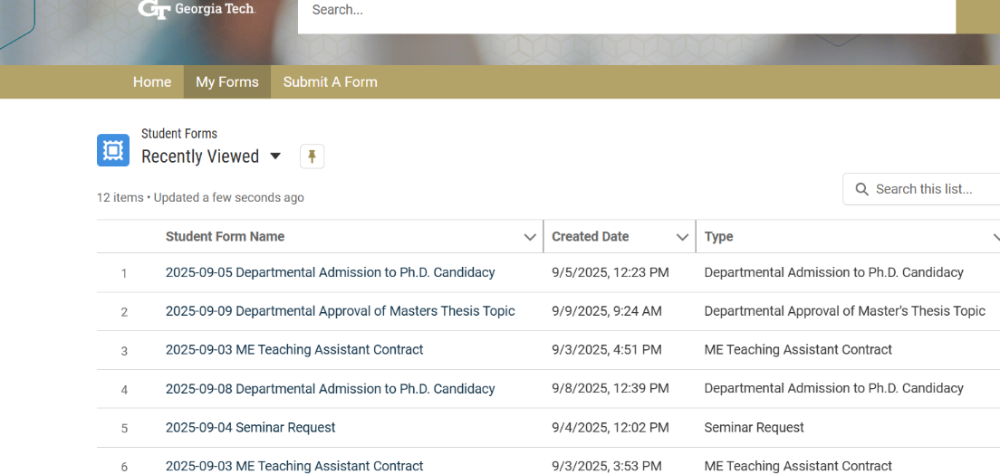 GT Georgia Tech.
Search...
Home My Forms Submit A Form
Student Forms
Recently Viewed
12 items • Updated a few seconds ago
Search this list...
Student Form Name Created Date Type
1 2025-09-05 Departmental Admission to Ph.D. Candidacy 9/5/2025, 12:23 PM Departmental Admission to Ph.D. Candidacy
2 2025-09-09 Departmental Approval of Masters Thesis Topic 9/9/2025, 9:24 AM Departmental Approval of Master's Thesis Topic
3 2025-09-03 ME Teaching Assistant Contract 9/3/2025, 4:51 PM ME Teaching Assistant Contract
4 2025-09-08 Departmental Admission to Ph.D. Candidacy 9/8/2025, 12:39 PM Departmental Admission to Ph.D. Candidacy
5 2025-09-04 Seminar Request 9/4/2025, 12:02 PM Seminar Request
6 2025-09-03 ME Teaching Assistant Contract 9/3/2025, 3:53 PM ME Teaching Assistant Contract